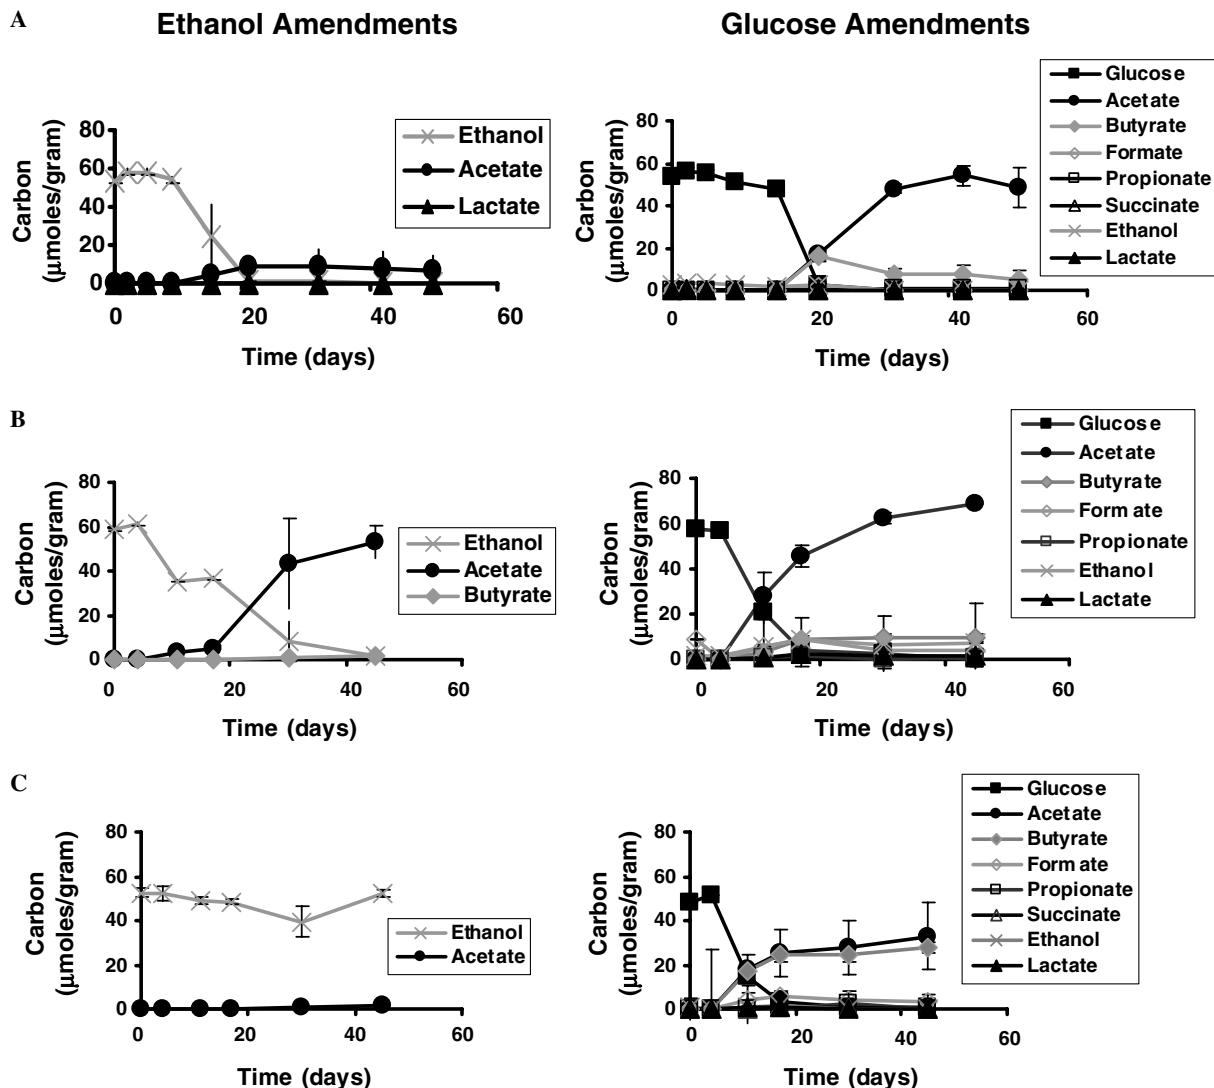 A
Ethanol Amendments
Glucose Amendments
80
60
40
20
0
Carbon
(µmoles/gram)
0
20
40
60
Time (days)
Ethanol
Acetate
Lactate
80
60
40
20
0
Carbon
(µmoles/gram)
0
20
40
60
Time (days)
Glucose
Acetate
Butyrate
Formate
Propionate
Succinate
Ethanol
Lactate
B
80
60
40
20
0
Carbon
(µmoles/gram)
0
20
40
60
Time (days)
Ethanol
Acetate
Butyrate
80
60
40
20
0
Carbon
(µmoles/gram)
0
20
40
60
Time (days)
Glucose
Acetate
Butyrate
Formate
Propionate
Ethanol
Lactate
C
80
60
40
20
0
Carbon
(µmoles/gram)
0
20
40
60
Time (days)
Ethanol
Acetate
80
60
40
20
0
Carbon
(µmoles/gram)
0
20
40
60
Time (days)
Glucose
Acetate
Butyrate
Formate
Propionate
Succinate
Ethanol
Lactate